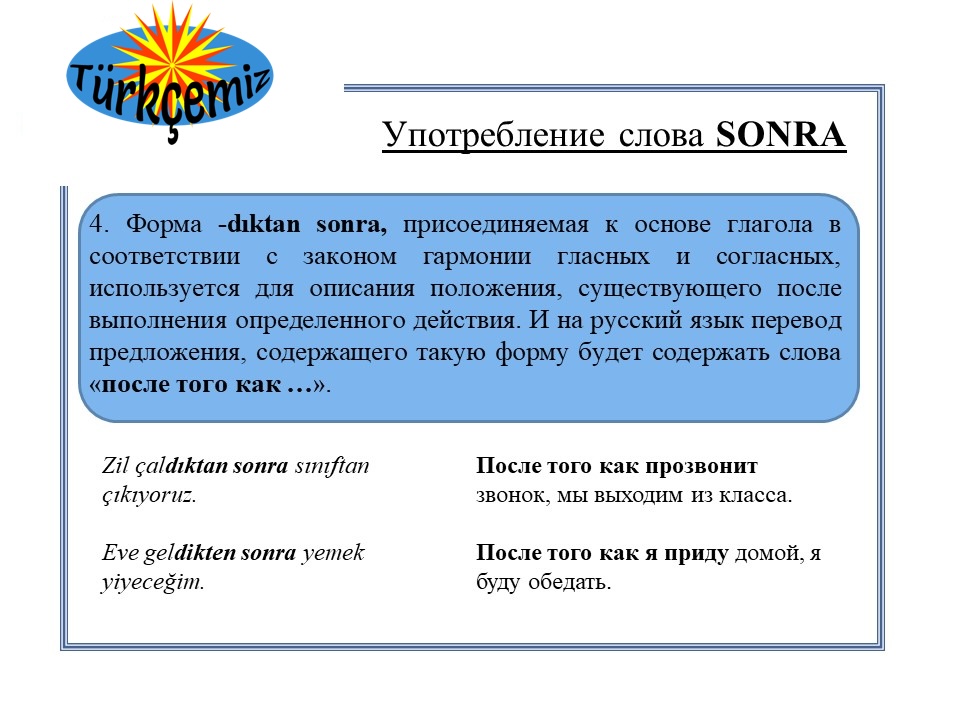 Türkçemiz
Употребление слова SONRA
4. Форма -dıktan sonra, присоединяемая к основе глагола в
соответствии с законом гармонии гласных и согласных,
используется для описания положения, существующего после
выполнения определенного действия. И на русский язык перевод
предложения, содержащего такую форму будет содержать слова
«после того как …».
Zil çaldıktan sonra sınıftan
çıkıyoruz.
Eve geldikten sonra yemek
yiyeceğim.
После того как прозвонит
звонок, мы выходим из класса.
После того как я приду домой, я
буду обедать.